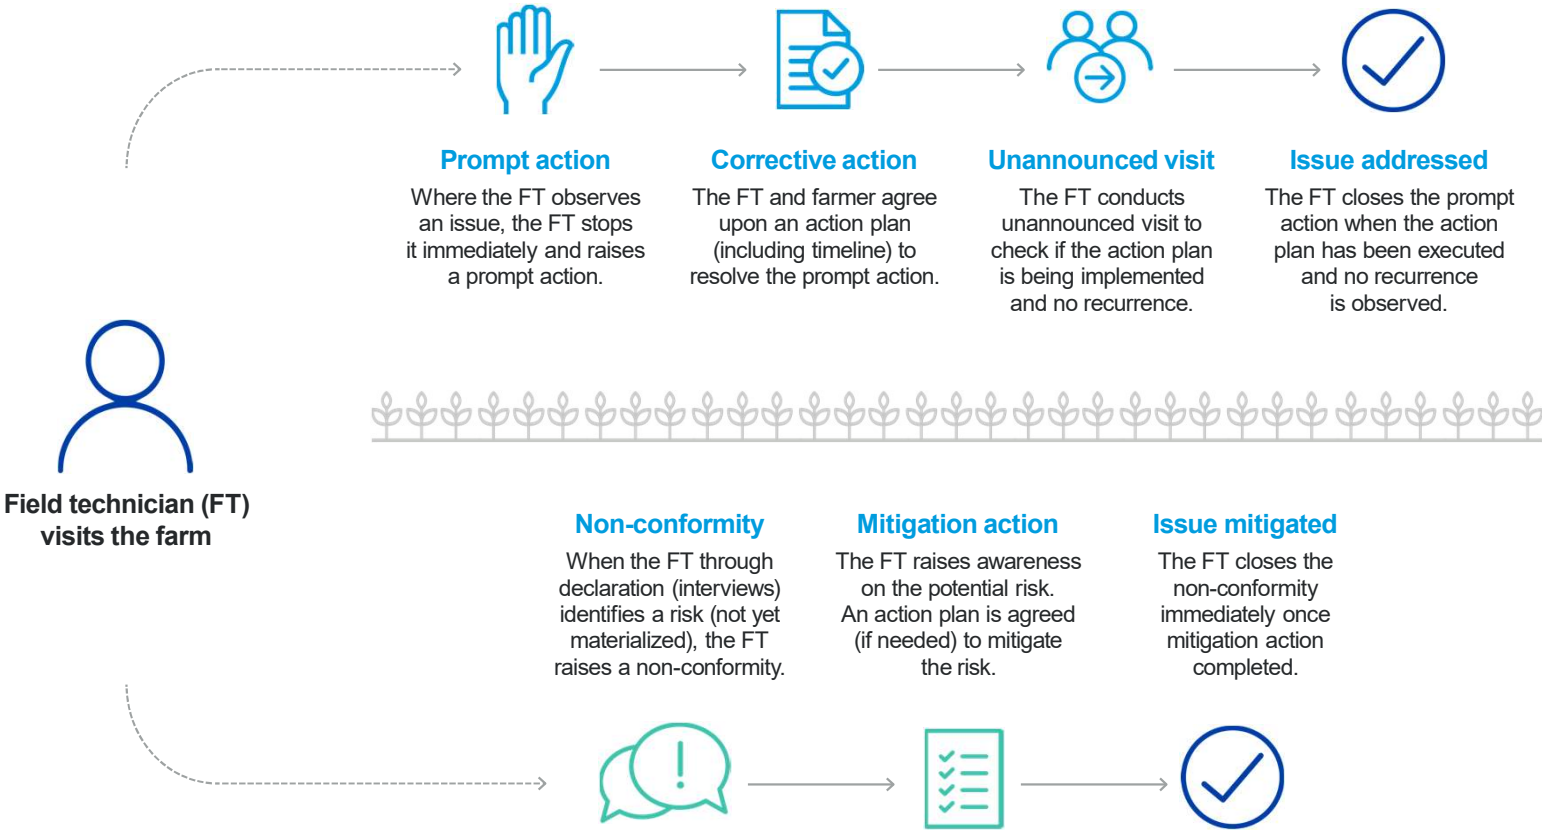 Prompt action
Where the FT observes
an issue, the FT stops
it immediately and raises
a prompt action.
Corrective action
The FT and farmer agree
upon an action plan
(including timeline) to
resolve the prompt action.
Unannounced visit
The FT conducts
unannounced visit to
check if the action plan
is being implemented
and no recurrence.
Issue addressed
The FT closes the prompt
action when the action
plan has been executed
and no recurrence
is observed.
Field technician (FT)
visits the farm
Non-conformity
When the FT through
declaration (interviews)
identifies a risk (not yet
materialized), the FT
raises a non-conformity.
Mitigation action
The FT raises awareness
on the potential risk.
An action plan is agreed
(if needed) to mitigate
the risk.
Issue mitigated
The FT closes the
non-conformity
immediately once
mitigation action
completed.